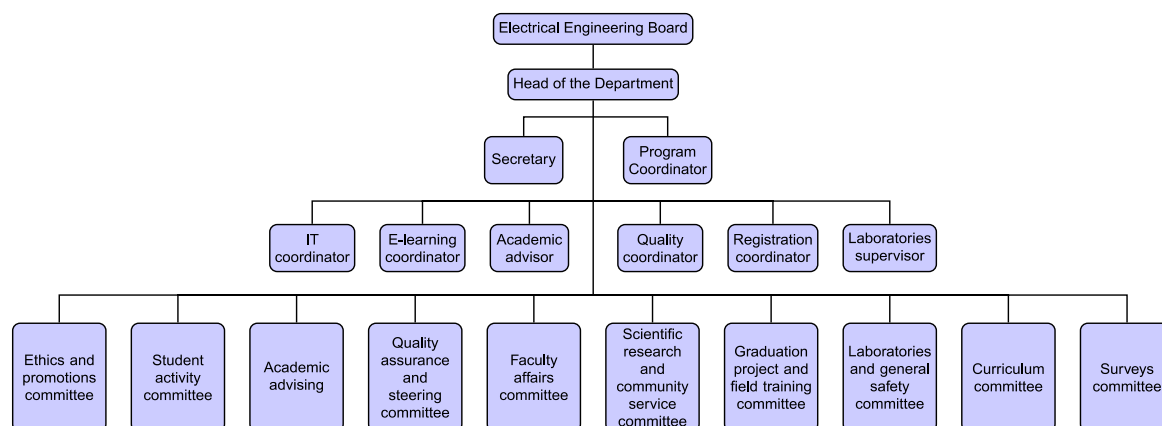 Electrical Engineering Board
Head of the Department
Secretary
Program
Coordinator
IT
coordinator
E-learning
coordinator
Academic
advisor
Quality
coordinator
Registration
coordinator
Laboratories
supervisor
Ethics and
promotions
committee
Student
activity
committee
Academic
advising
Quality
assurance
and
steering
committee
Faculty
affairs
committee
Scientific
research
and
community
service
committee
Graduation
project and
field training
committee
Laboratories
and general
safety
committee
Curriculum
committee
Surveys
committee